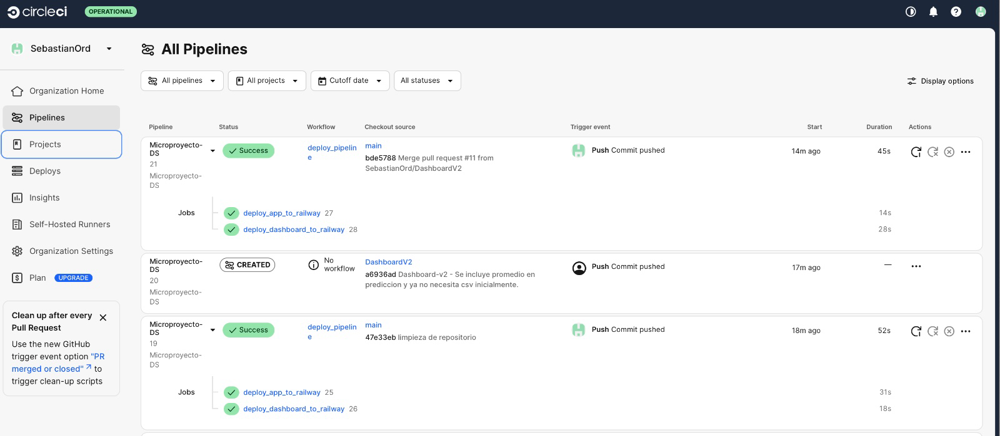 circleci
OPERATIONAL
SebastianOrd
Organization Home
Pipelines
Projects
Deploys
Insights
Self-Hosted Runners
Organization Settings
Plan UPGRADE
Clean up after every
Pull Request
Use the new GitHub
trigger event option "PR
merged or closed" to
trigger clean-up scripts
All Pipelines
All pipelines
All projects
Cutoff date
All statuses
Display options
Pipeline Status Workflow Checkout source Trigger event Start Duration Actions
Microproyecto-
DS
21
Microproyecto-
DS
Success
deploy_pipelin
e
main
bde5788 Merge pull request #11 from
SebastianOrd/DashboardV2
Push Commit pushed
14m ago
45s
Jobs
deploy_app_to_railway 27
14s
deploy_dashboard_to_railway 28
28s
Microproyecto-
DS
20
Microproyecto-
DS
CREATED
No
workflow
DashboardV2
a6936ad Dashboard-v2 - Se incluye promedio en
prediccion y ya no necesita csv inicialmente.
Push Commit pushed
17m ago
—
Microproyecto-
DS
19
Microproyecto-
DS
Success
deploy_pipelin
e
main
47e33eb limpieza de repositorio
Push Commit pushed
18m ago
52s
Jobs
deploy_app_to_railway 25
31s
deploy_dashboard_to_railway 26
18s